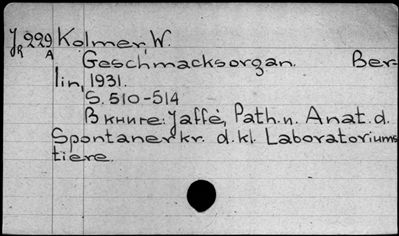 JR 229 Kolmer, W.
A Geschmacksorgan. Ber-
lin, 1931.
S. 510-514
В книге: Jaffé, Path. u. Anat. d.
Spontanerkr. d. kl. Laboratoriums
tiere.